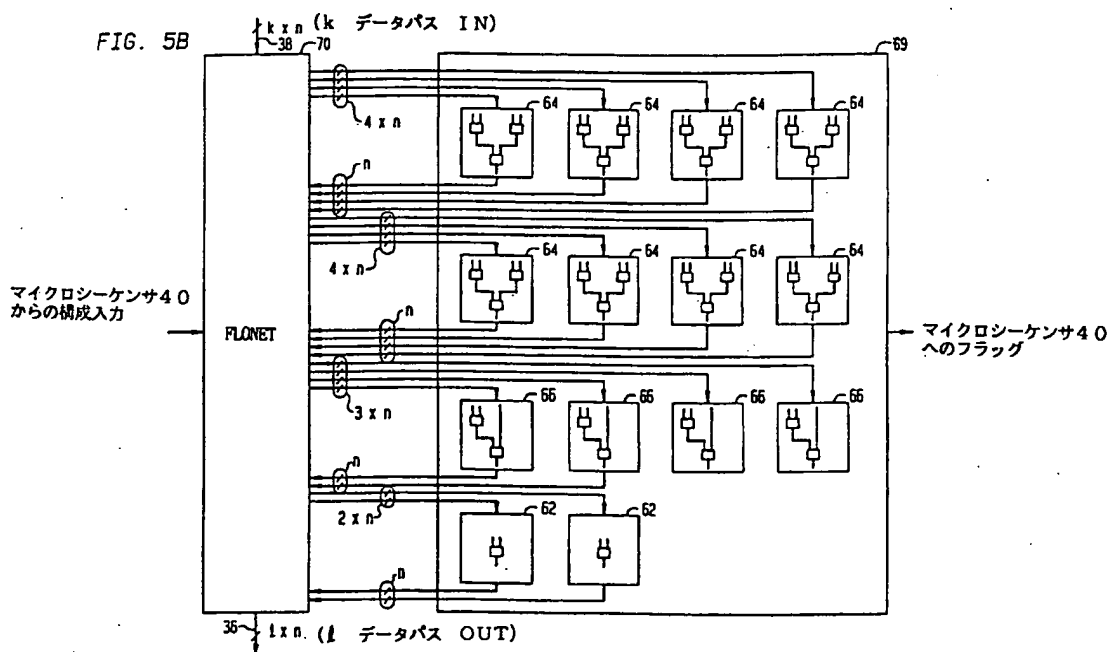 FIG. 5B
k x n (k データパス IN)
38
70
69
4 x n
64
64
64
64
n
4 x n
64
64
64
64
マイクロシーケンサ40
からの構成入力
FLONET
n
マイクロシーケンサ40
へのフラッグ
3 x n
66
66
66
66
n
2 x n
62
62
n
36
l x n. (l データパス OUT)